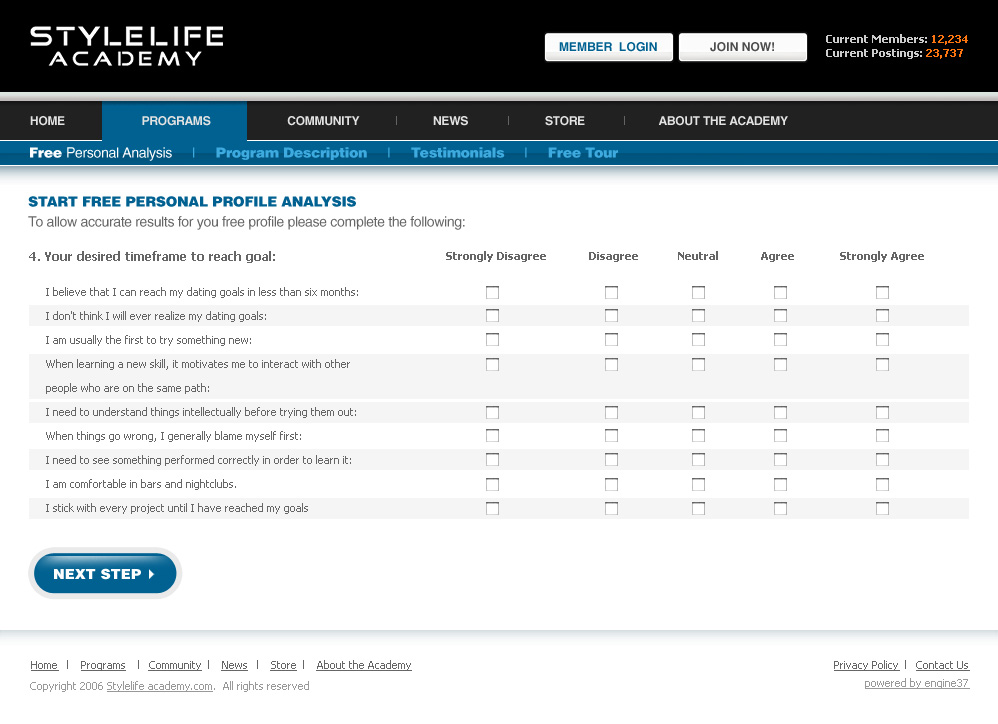 STYLELIFE
ACADEMY
MEMBER LOGIN
JOIN NOW!
Current Members: 12,234
Current Postings: 23,737
HOME
PROGRAMS
COMMUNITY
NEWS
STORE
ABOUT THE ACADEMY
Free Personal Analysis
Program Description
Testimonials
Free Tour
START FREE PERSONAL PROFILE ANALYSIS
To allow accurate results for you free profile please complete the following:
4. Your desired timeframe to reach goal: Strongly Disagree Disagree Neutral Agree Strongly Agree
I believe that I can reach my dating goals in less than six months:
I don't think I will ever realize my dating goals:
I am usually the first to try something new:
When learning a new skill, it motivates me to interact with other
people who are on the same path:
I need to understand things intellectually before trying them out:
When things go wrong, I generally blame myself first:
I need to see something performed correctly in order to learn it:
I am comfortable in bars and nightclubs.
I stick with every project until I have reached my goals
NEXT STEP
Home | Programs | Community | News | Store | About the Academy
Privacy Policy | Contact Us
Copyright 2006 Stylelife academy.com. All rights reserved
powered by engine37